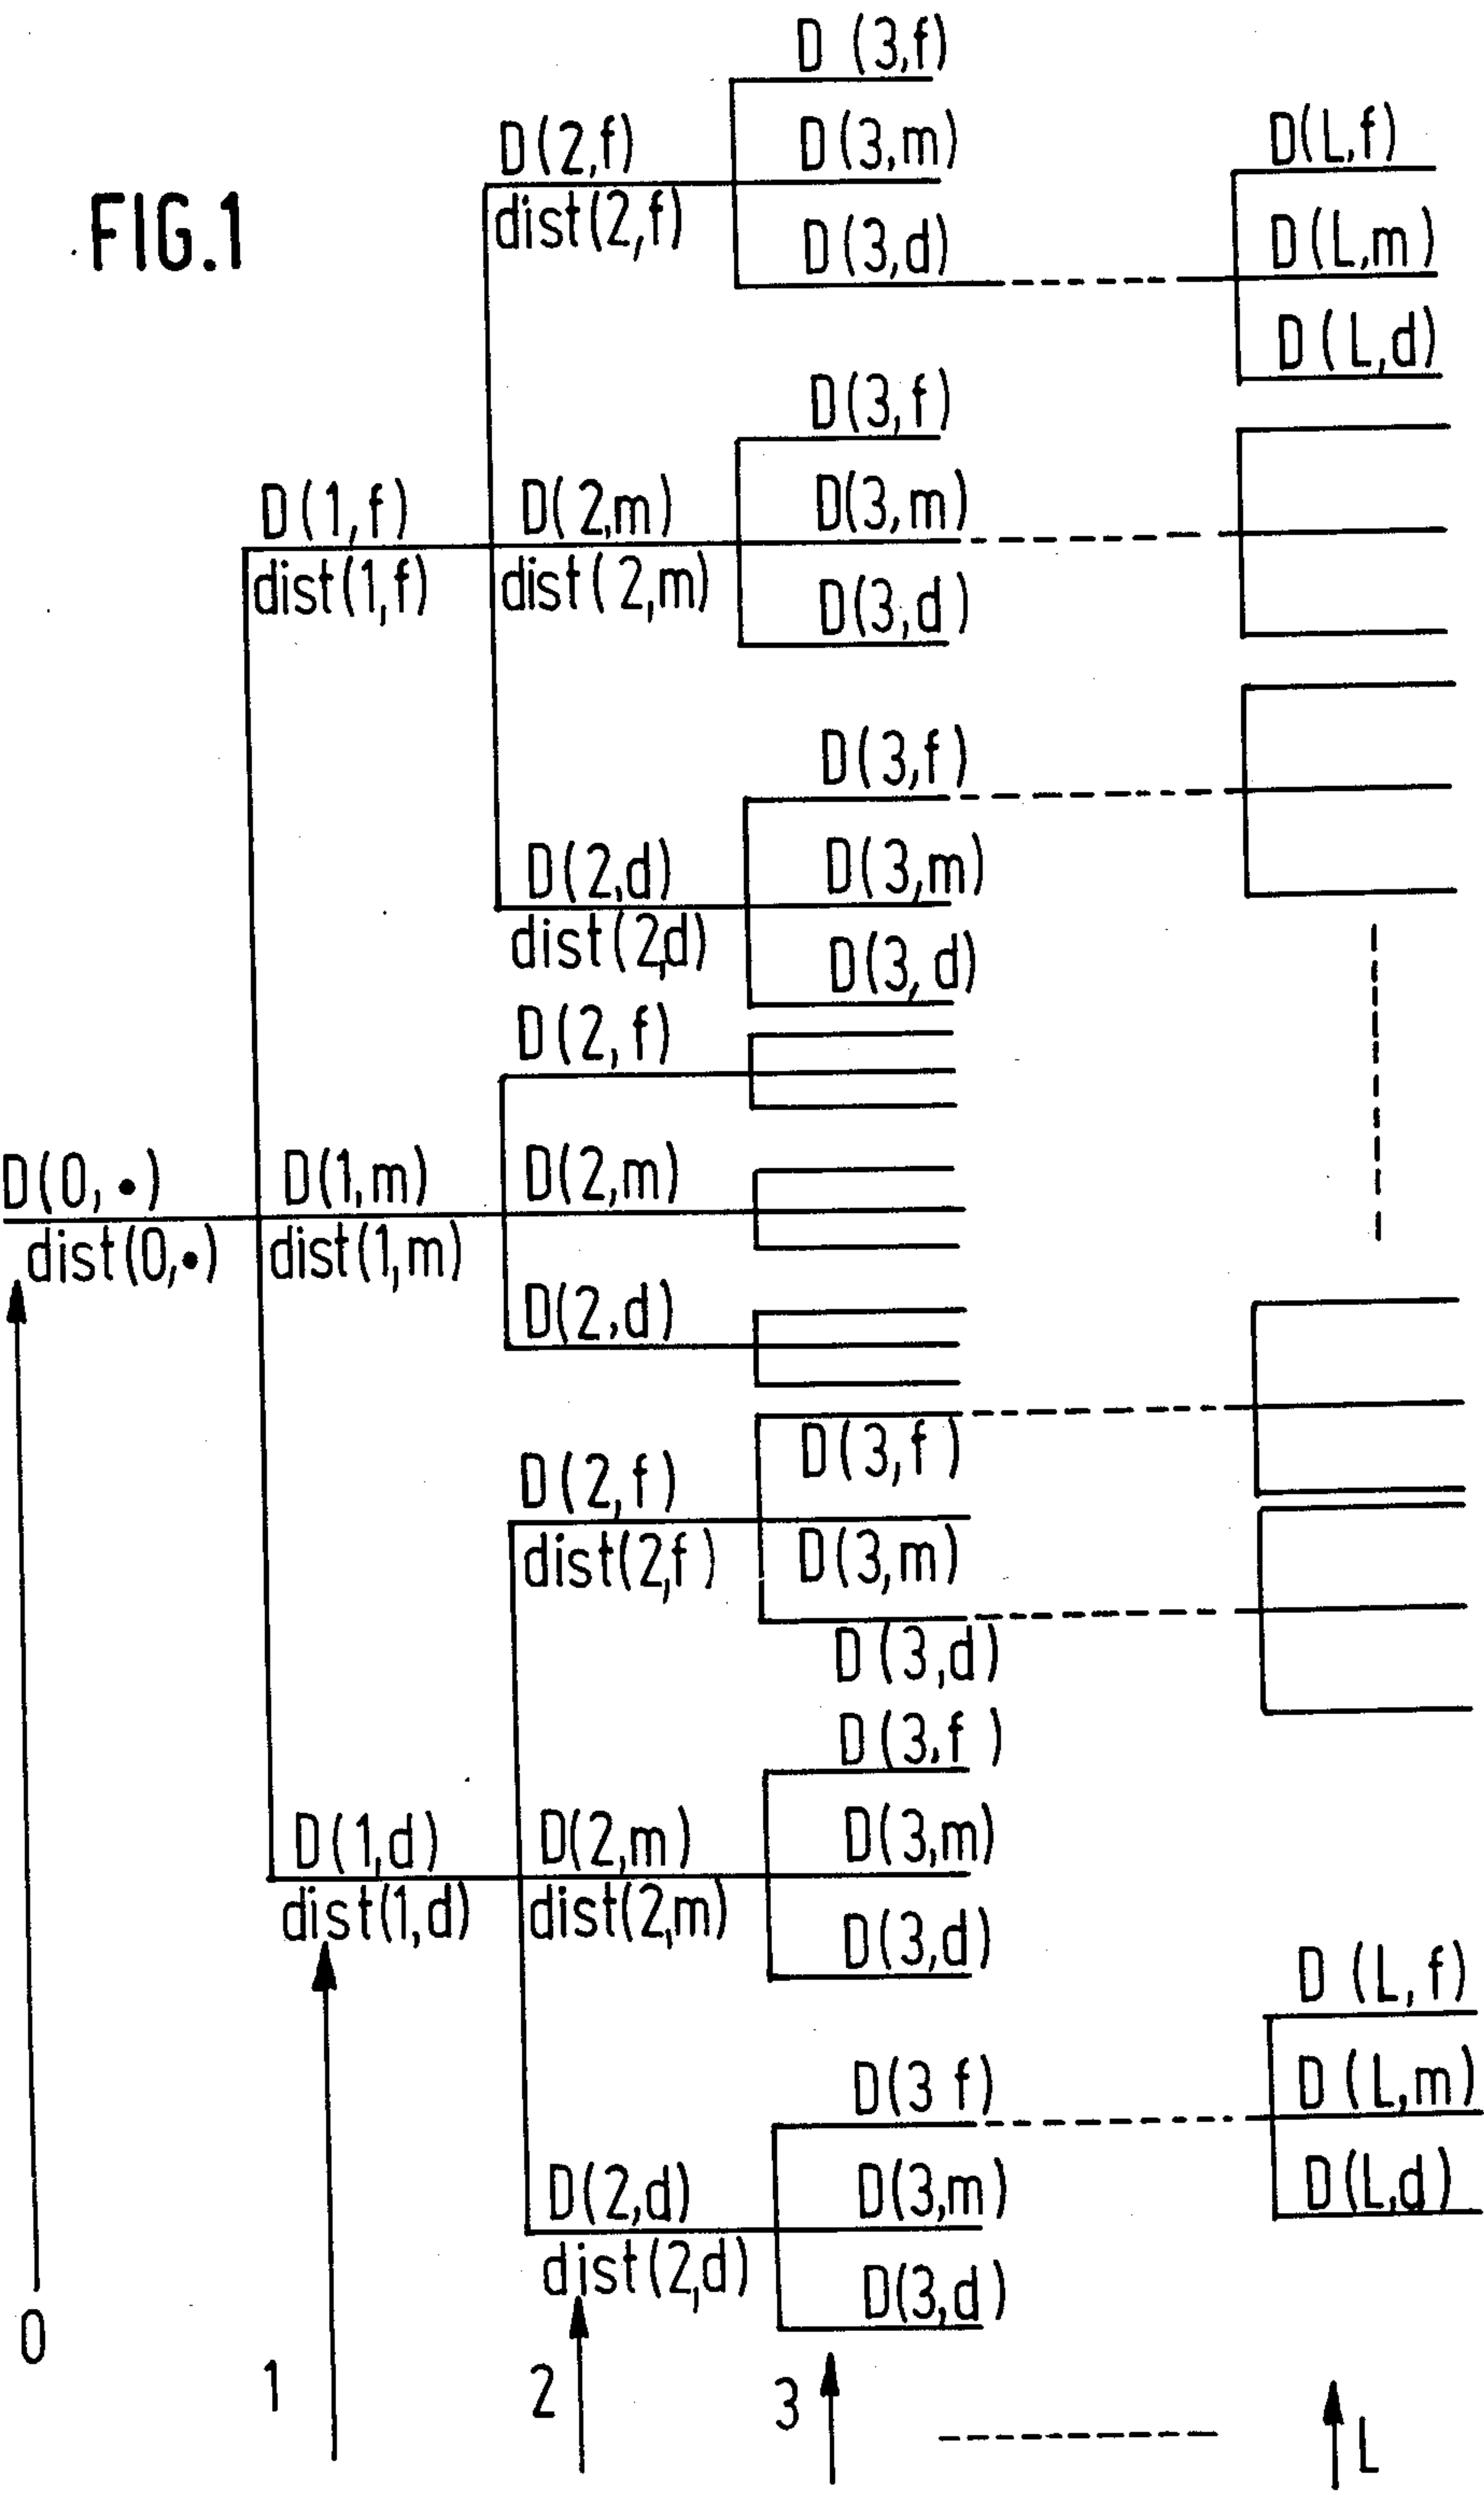 D (3,f)
D(2,f)
D(3,m)
D(L,f)
FIG.1
dist(2,f)
D(3,d)
D(L,m)
D(L,d)
D(3,f)
D(1,f)
D(2,m)
D(3,m)
dist(1,f)
dist(2,m)
D(3,d)
D(3,f)
D(2,d)
D(3,m)
dist(2,d)
D(3,d)
D(2,f)
D(0,•)
D(1,m)
D(2,m)
dist(0,•)
dist(1,m)
D(2,d)
D(3,f)
D(2,f)
dist(2,f)
D(3,m)
D(3,d)
D(3,f)
D(1,d)
D(2,m)
D(3,m)
dist(1,d)
dist(2,m)
D(3,d)
D(L,f)
D(3 f)
D(L,m)
D(2,d)
D(3,m)
D(L,d)
dist(2,d)
D(3,d)
0
1
2
3
L